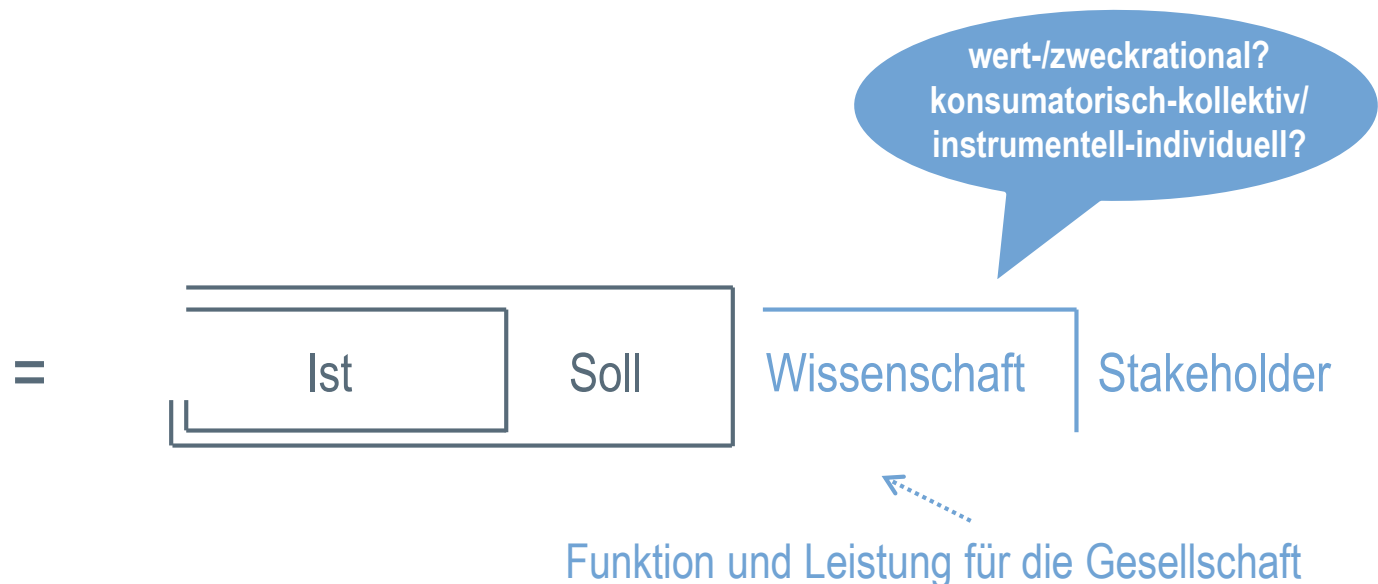 wert-/zweckrational?
konsumatorisch-kollektiv/
instrumentell-individuell?
= Ist Soll Wissenschaft Stakeholder
Funktion und Leistung für die Gesellschaft